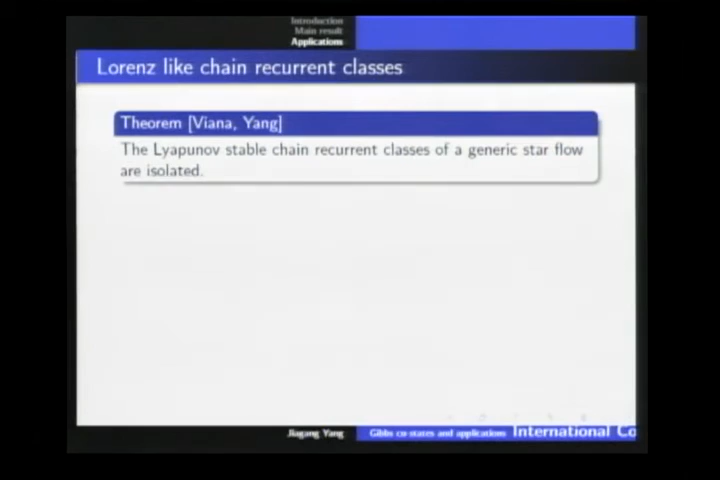 Introduction
Main result
Applications
Lorenz like chain recurrent classes
Theorem [Viana, Yang]
The Lyapunov stable chain recurrent classes of a generic star flow
are isolated.
Jiagang Yang
Gibbs cu-states and applications
International Co